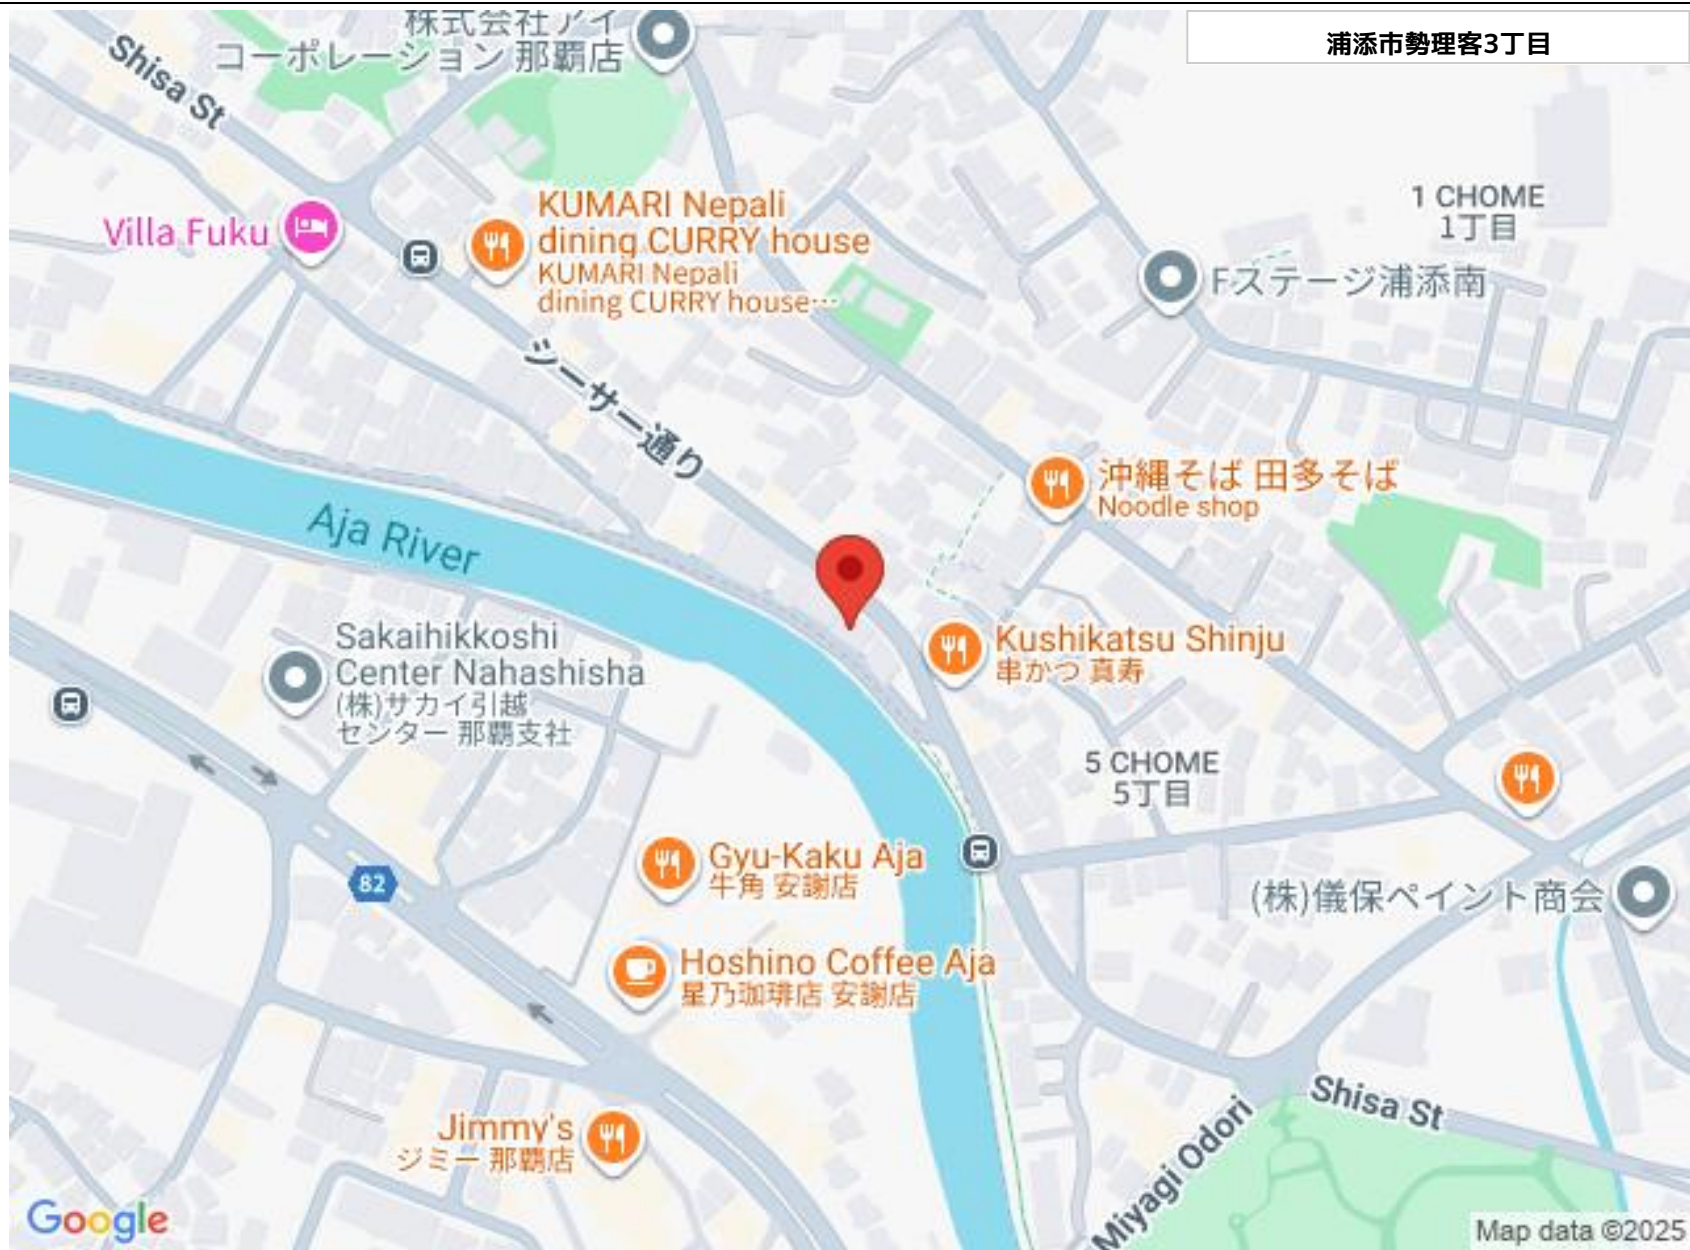 浦添市勢理客3丁目
株式会社アイ
コーポレーション 那覇店
Shisa St
Villa Fuku
KUMARI Nepali
dining CURRY house
KUMARI Nepali
dining CURRY house…
1 CHOME
1丁目
Fステージ浦添南
シーサー通り
沖縄そば 田多そば
Noodle shop
Aja River
Kushikatsu Shinju
串かつ 真寿
Sakaihikkoshi
Center Nahashisha
(株)サカイ引越
センター 那覇支社
5 CHOME
5丁目
82
Gyu-Kaku Aja
牛角 安謝店
(株)儀保ペイント商会
Hoshino Coffee Aja
星乃珈琲店 安謝店
Jimmy's
ジミー 那覇店
Shisa St
Miyagi Odori
Google
Map data ©2025